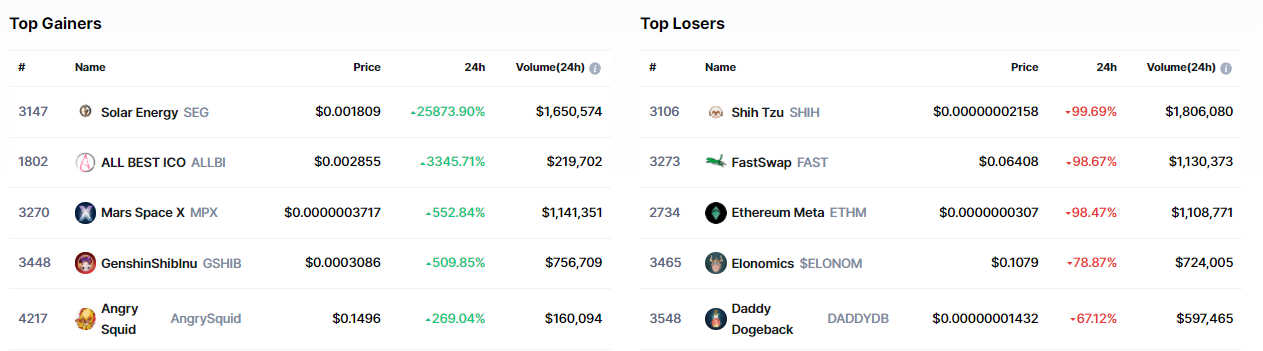 Top Gainers
# Name Price 24h Volume(24h)
3147 Solar Energy SEG $0.001809 25873.90% $1,650,574
1802 ALL BEST ICO ALLBI $0.002855 3345.71% $219,702
3270 Mars Space X MPX $0.0000003717 552.84% $1,141,351
3448 GenshinShibInu GSHIB $0.0003086 509.85% $756,709
4217 Angry Squid AngrySquid $0.1496 269.04% $160,094
Top Losers
# Name Price 24h Volume(24h)
3106 Shih Tzu SHIH $0.00000002158 99.69% $1,806,080
3273 FastSwap FAST $0.06408 98.67% $1,130,373
2734 Ethereum Meta ETHM $0.0000000307 98.47% $1,108,771
3465 Elonomics $ELONOM $0.1079 78.87% $724,005
3548 Daddy Dogeback DADDYDB $0.00000001432 67.12% $597,465